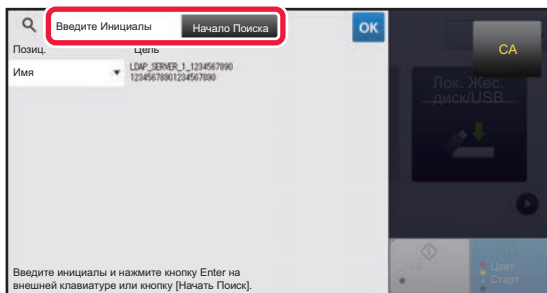 Введите Инициалы
Начало Поиска
OK
CA
Позиц.
Цель
Имя
LDAP_SERVER_1_1234567890
12345678901234567890
Лок. Жес.
диск/USB
Ч/Б
Старт
Цвет
Старт
Введите инициалы и нажмите кнопку Enter на
внешней клавиатуре или кнопку [Начать Поиск].